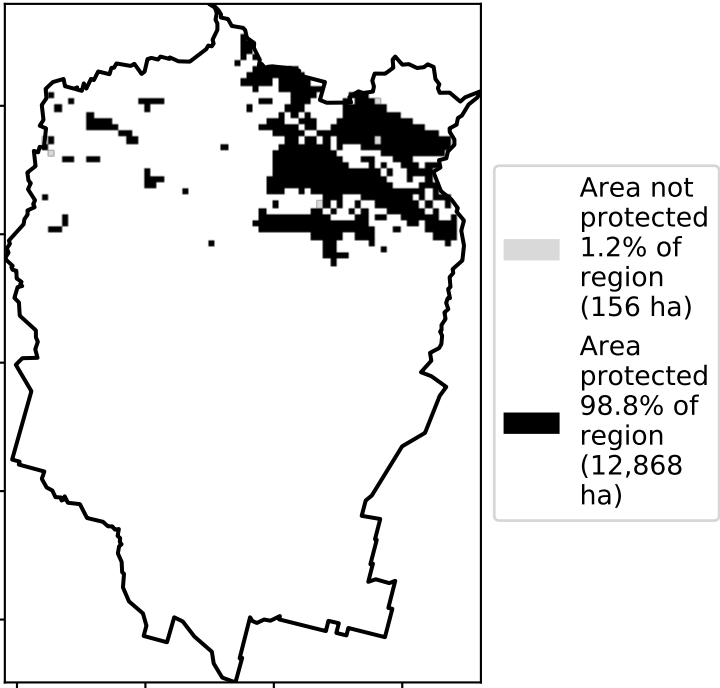 Area not
protected
1.2% of
region
(156 ha)
Area
protected
98.8% of
region
(12,868
ha)